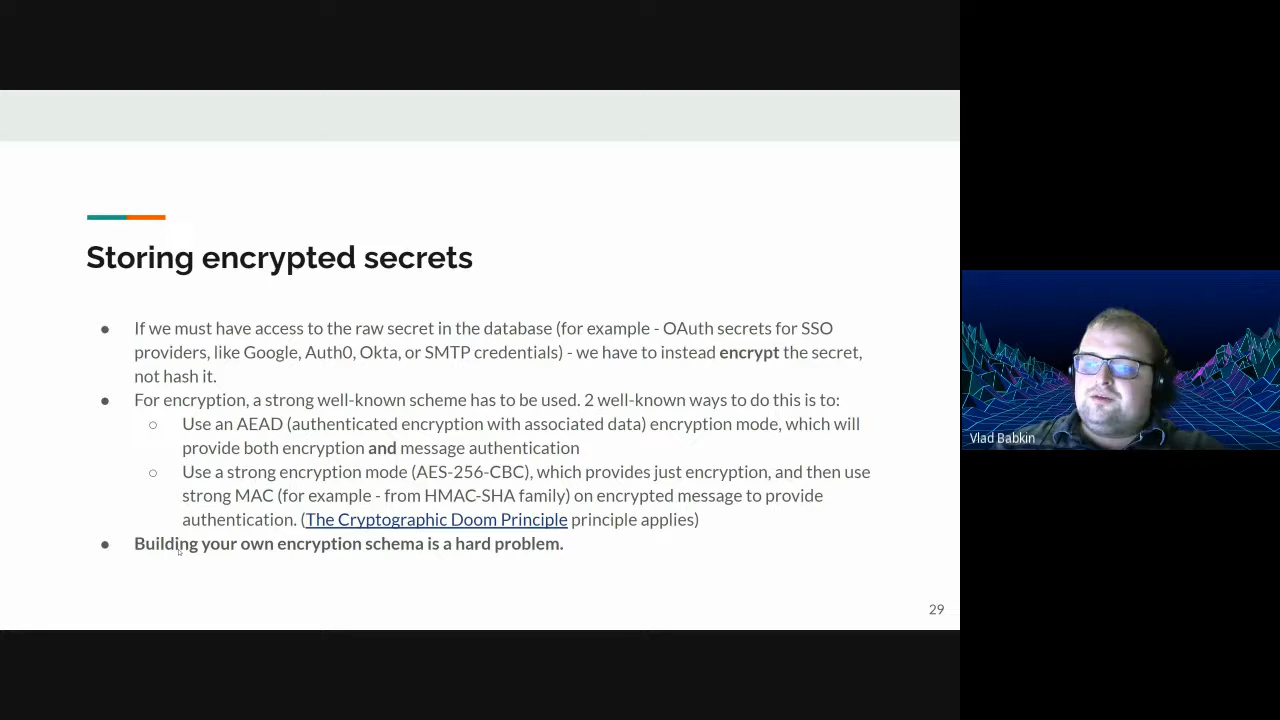 Storing encrypted secrets
● If we must have access to the raw secret in the database (for example - OAuth secrets for SSO
providers, like Google, Auth0, Okta, or SMTP credentials) - we have to instead encrypt the secret,
not hash it.
● For encryption, a strong well-known scheme has to be used. 2 well-known ways to do this is to:
○ Use an AEAD (authenticated encryption with associated data) encryption mode, which will
provide both encryption and message authentication
○ Use a strong encryption mode (AES-256-CBC), which provides just encryption, and then use
strong MAC (for example - from HMAC-SHA family) on encrypted message to provide
authentication. (The Cryptographic Doom Principle principle applies)
● Building your own encryption schema is a hard problem.
29
Vlad Babkin